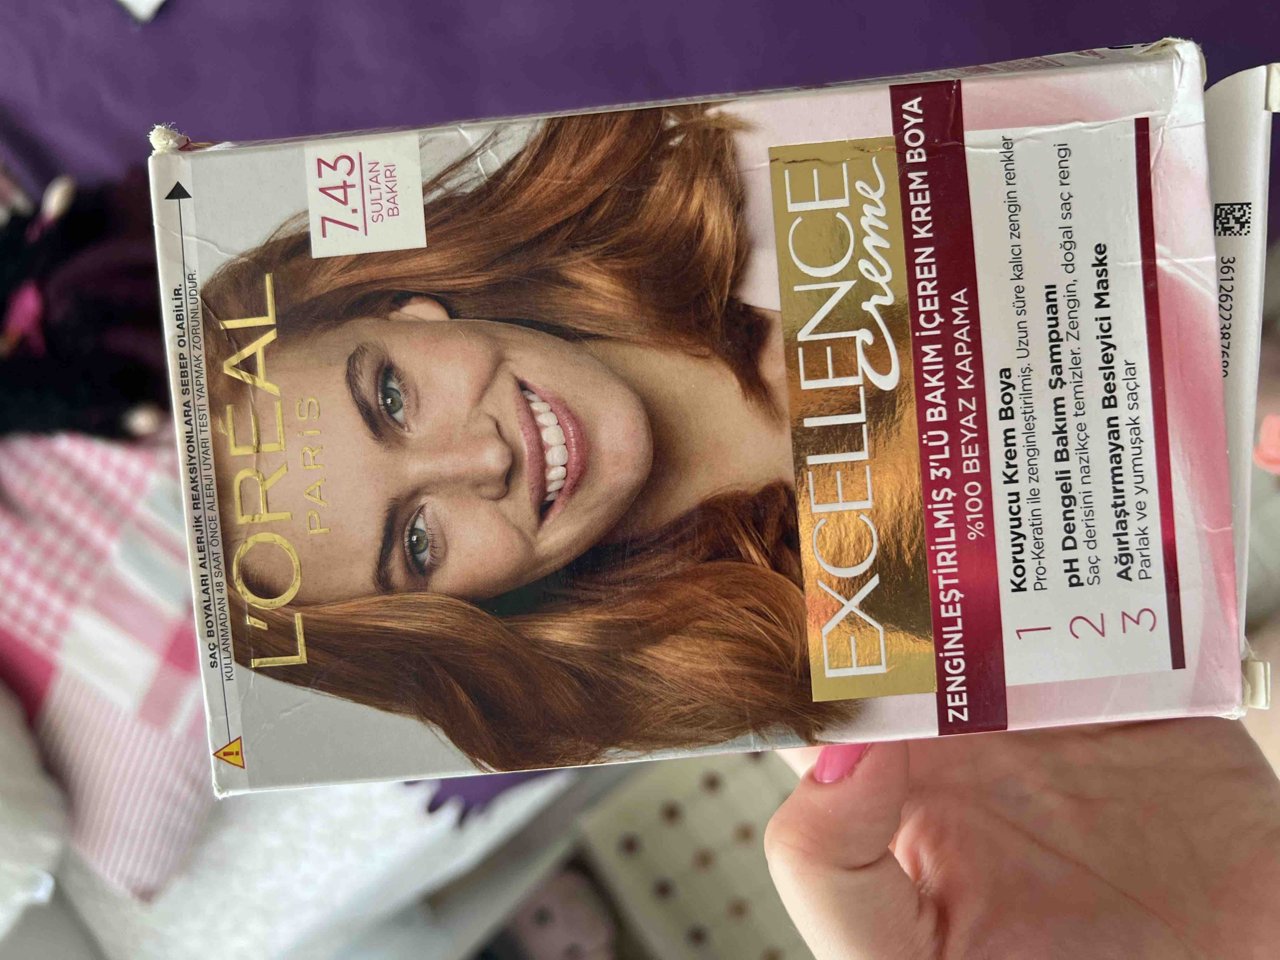 SAÇ BOYALARI ALERJİK REAKSİYONLARA SEBEP OLABİLİR.
KULLANMADAN 48 SAAT ÖNCE ALERJİ UYARI TESTİ YAPMAK ZORUNLUDUR.
L'ORÉAL
PARİS
7.43
SULTAN
BAKIRI
EXCELLENCE
Creme
ZENGİNLEŞTİRİLMİŞ 3'LÜ BAKIM İÇEREN KREM BOYA
%100 BEYAZ KAPAMA
1 Koruyucu Krem Boya
Pro-Keratin ile zenginleştirilmiş. Uzun süre kalıcı zengin renkler
2 pH Dengeli Bakım Şampuanı
Saç derisini nazikçe temizler. Zengin, doğal saç rengi
3 Ağırlaştırmayan Besleyici Maske
Parlak ve yumuşak saçlar